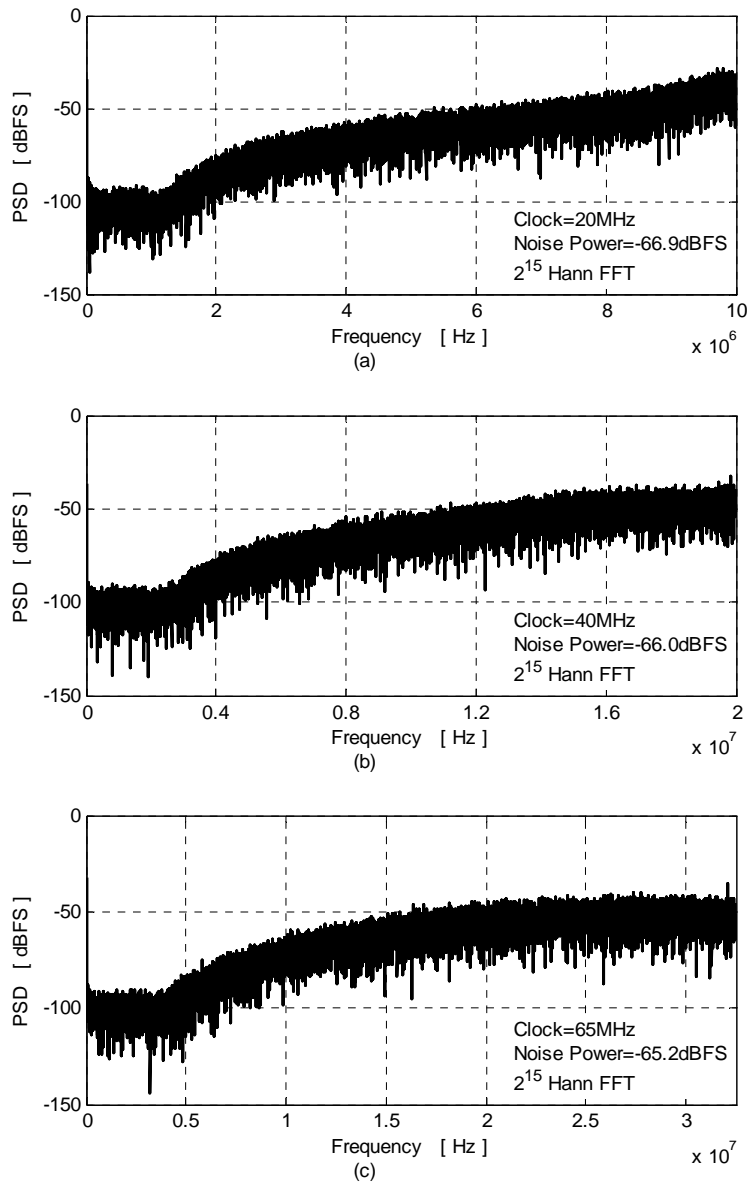 0
-50
-100
-150
PSD [ dBFS ]
Clock=20MHz
Noise Power=-66.9dBFS
2^15 Hann FFT
0 2 4 6 8 10
Frequency [ Hz ]
x 10^6
(a)
0
-50
-100
-150
PSD [ dBFS ]
Clock=40MHz
Noise Power=-66.0dBFS
2^15 Hann FFT
0 0.4 0.8 1.2 1.6 2
Frequency [ Hz ]
x 10^7
(b)
0
-50
-100
-150
PSD [ dBFS ]
Clock=65MHz
Noise Power=-65.2dBFS
2^15 Hann FFT
0 0.5 1 1.5 2 2.5 3
Frequency [ Hz ]
x 10^7
(c)